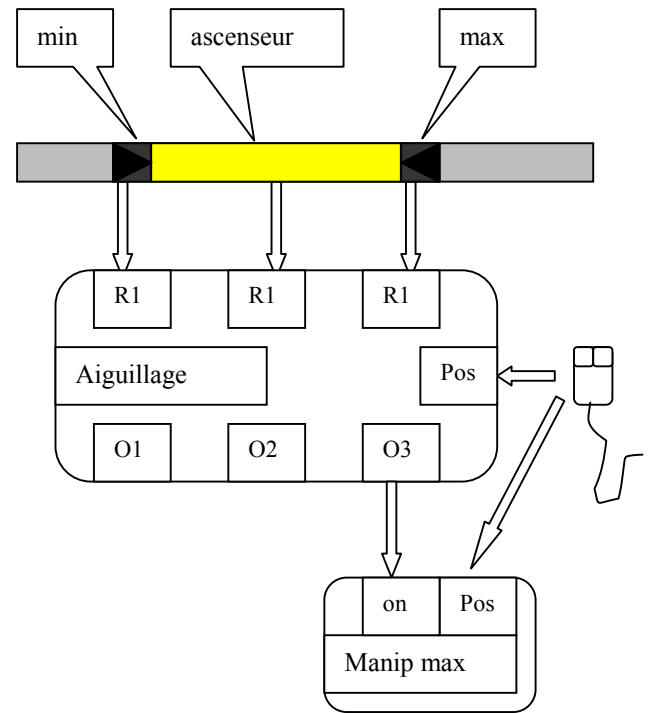 min
ascenseur
max
R1
R1
R1
Aiguillage
Pos
O1
O2
O3
on
Pos
Manip max